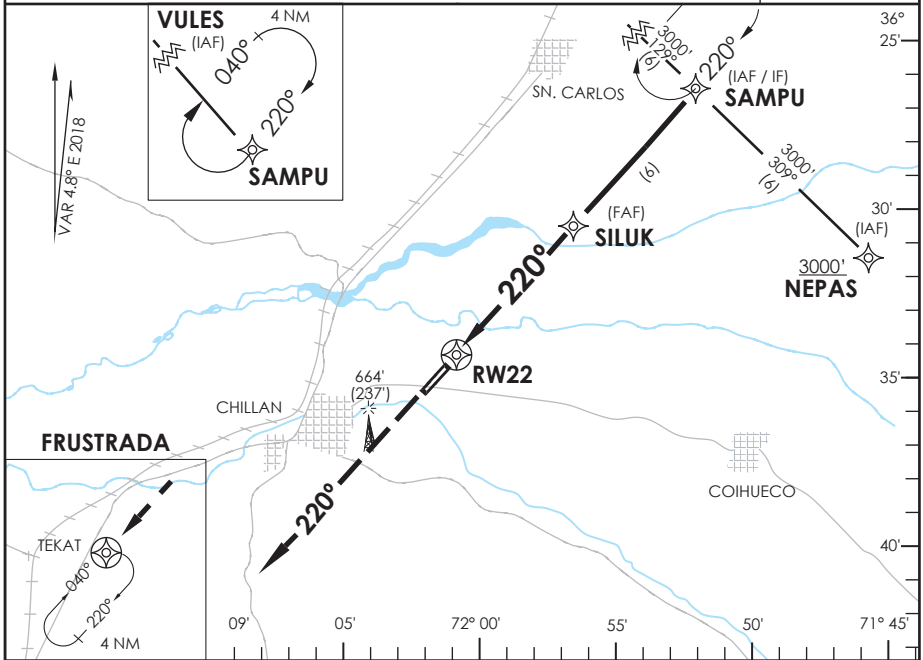 VULES
(IAF)
4 NM
040°
220°
SAMPU
VAR 4.8° E 2018
SN. CARLOS
3000'
129°
(6)
220°
(IAF / IF)
SAMPU
36°
25'
(6)
3000'
309°
(6)
30'
(FAF)
SILUK
(IAF)
3000'
NEPAS
220°
RW22
35'
664'
(237')
CHILLAN
FRUSTRADA
COIHUECO
220°
TEKAT
40'
040°
220°
4 NM
09'
05'
72° 00'
55'
50'
71° 45'